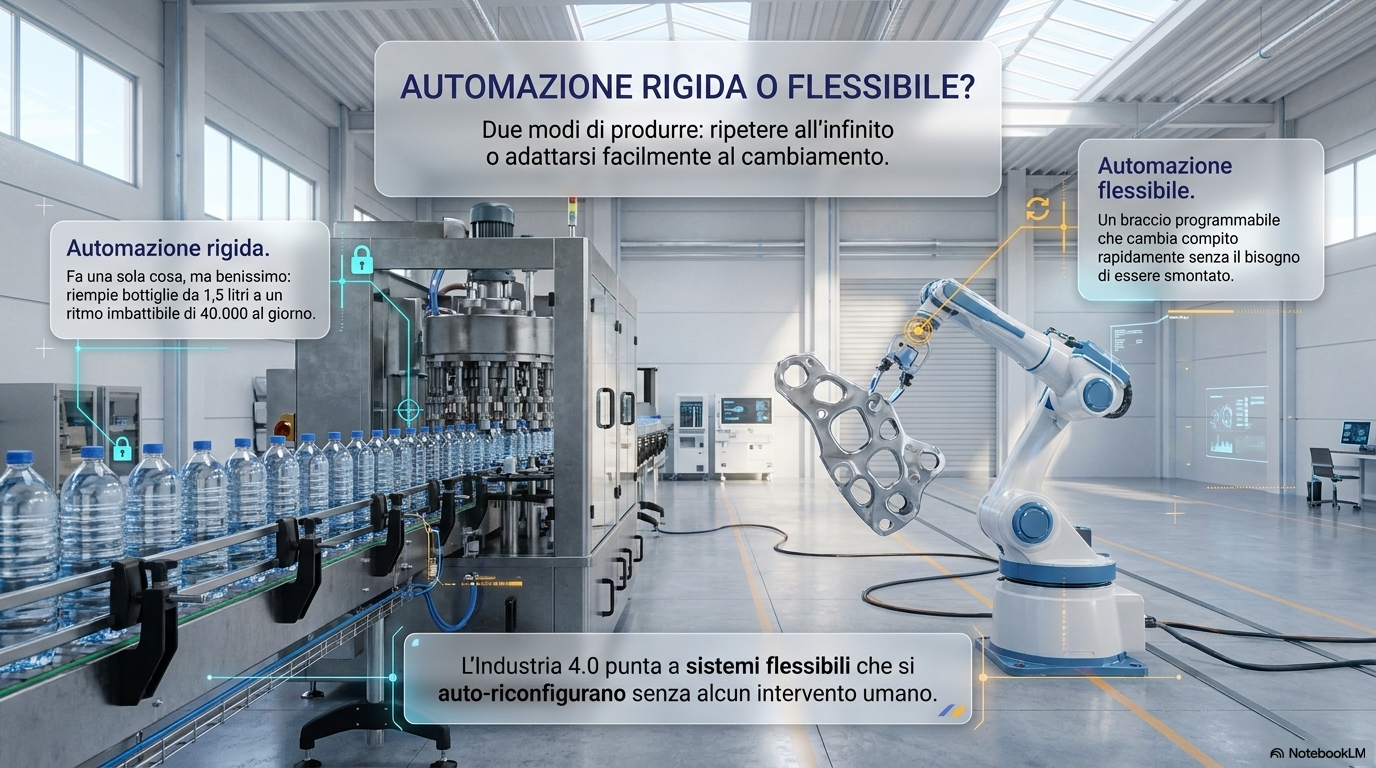 AUTOMAZIONE RIGIDA O FLESSIBILE?
Due modi di produrre: ripetere all'infinito
o adattarsi facilmente al cambiamento.
Automazione rigida.
Fa una sola cosa, ma benissimo:
riempie bottiglie da 1,5 litri a un
ritmo imbattibile di 40.000 al giorno.
Automazione
flessibile.
Un braccio programmabile
che cambia compito
rapidamente senza il bisogno
di essere smontato.
L'Industria 4.0 punta a sistemi flessibili che si
auto-riconfigurano senza alcun intervento umano.
NotebookLM